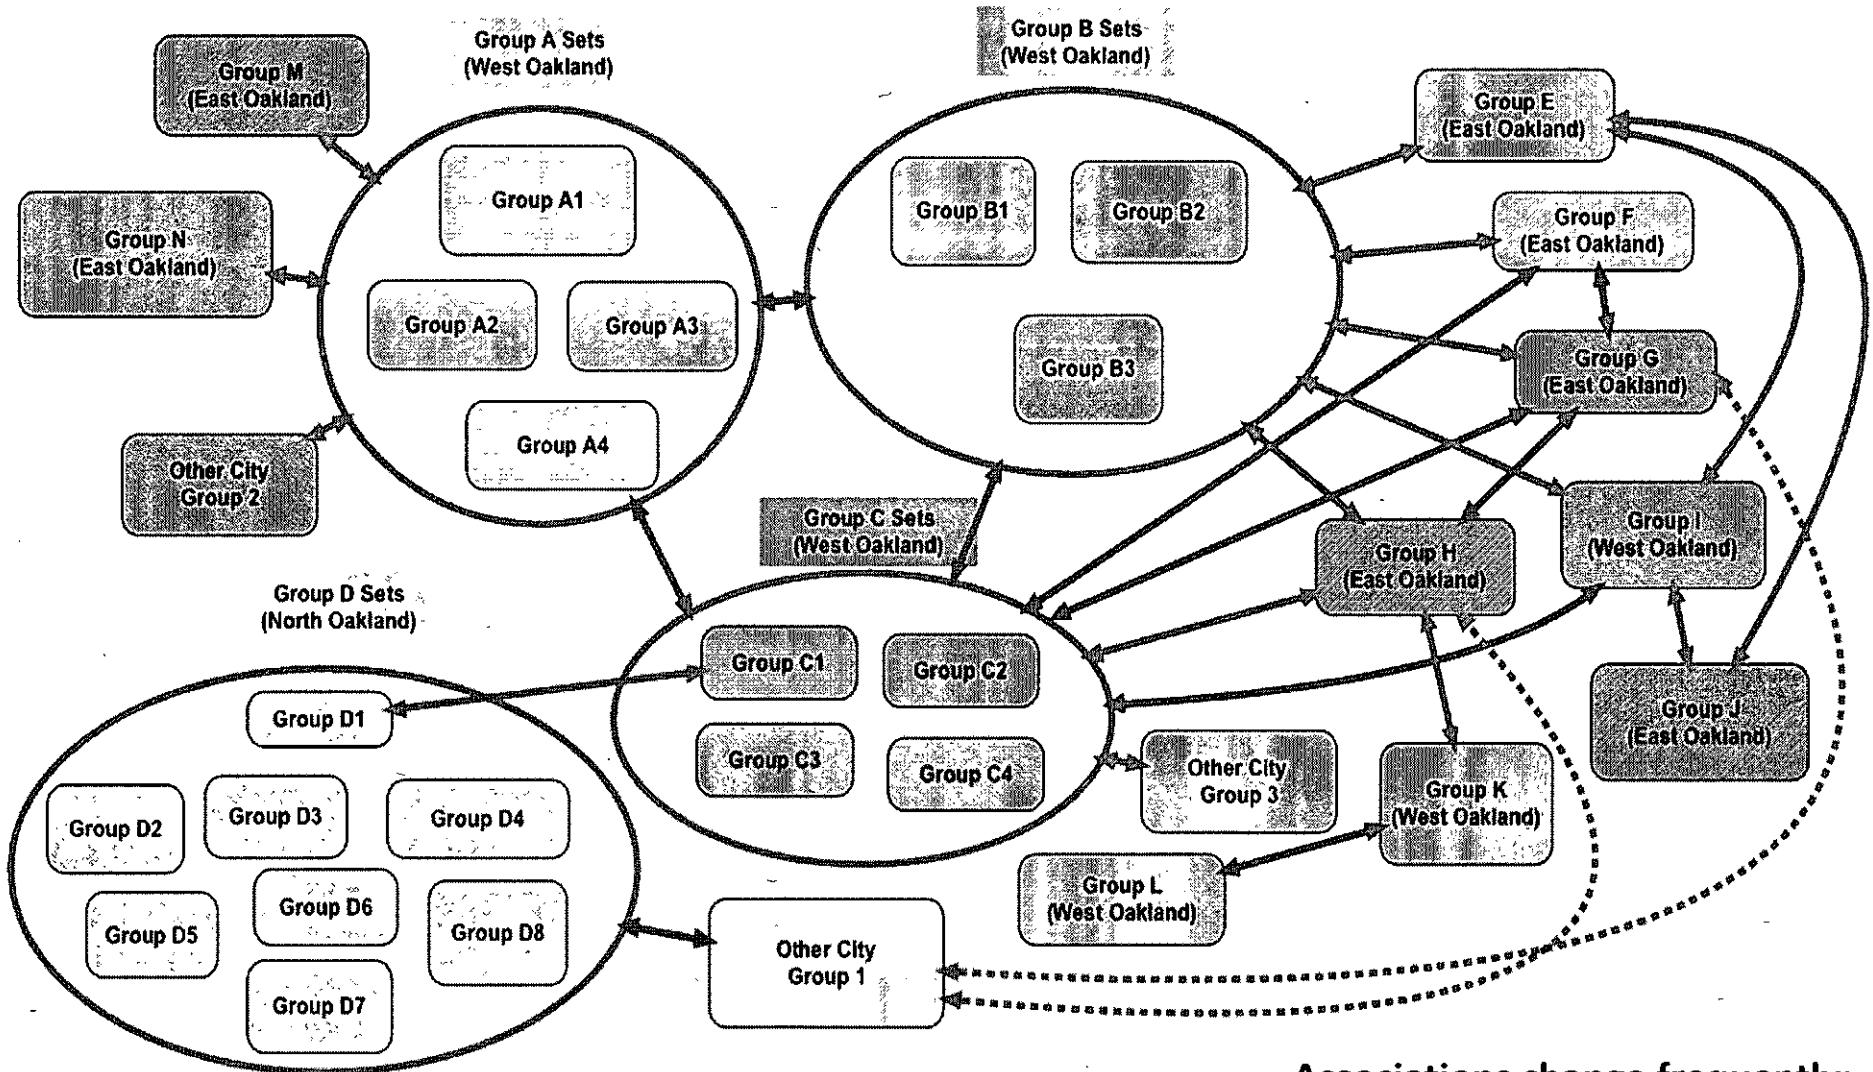 Group A Sets
(West Oakland)
Group B Sets
(West Oakland)
Group M
(East Oakland)
Group E
(East Oakland)
Group A1
Group B1
Group B2
Group F
(East Oakland)
Group N
(East Oakland)
Group A2
Group A3
Group B3
Group G
(East Oakland)
Group A4
Other City
Group 2
Group C Sets
(West Oakland)
Group I
(West Oakland)
Group H
(East Oakland)
Group D Sets
(North Oakland)
Group C1
Group C2
Group D1
Group J
(East Oakland)
Group C3
Group C4
Other City
Group 3
Group K
(West Oakland)
Group D2
Group D3
Group D4
Group L
(West Oakland)
Group D5
Group D6
Group D8
Other City
Group 1
Group D7
Associations change frequently